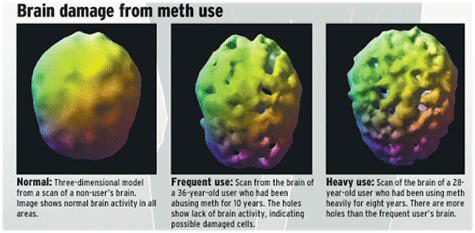 Brain damage from meth use
Normal: Three-dimensional model
from a scan of a non-user's brain.
Image shows normal brain activity in all
areas.
Frequent use: Scan from the brain of
a 36-year-old user who had been
abusing meth for 10 years. The holes
show lack of brain activity, indicating
possible damaged cells.
Heavy use: Scan of the brain of a 28-
year-old user who had been using meth
heavily for eight years. There are more
holes than the frequent user's brain.